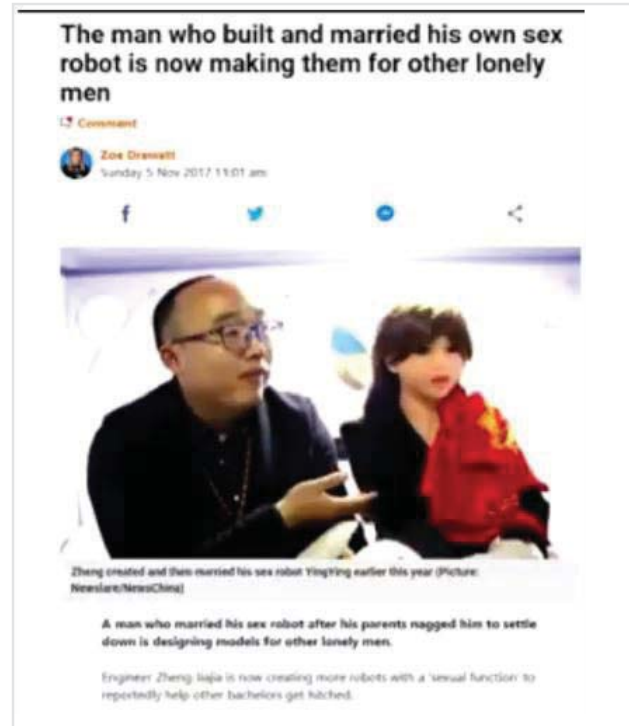 The man who built and married his own sex
robot is now making them for other lonely
men
Comment
Zoe Drewett
Sunday 5 Nov 2017 11:01 am
Zheng created and then married his sex robot YingYing earlier this year (Picture:
Newsflare/NewsChina)
A man who married his sex robot after his parents nagged him to settle
down is designing models for other lonely men.
Engineer Zheng Jiajia is now creating more robots with a 'sexual function' to
reportedly help other bachelors get hitched.